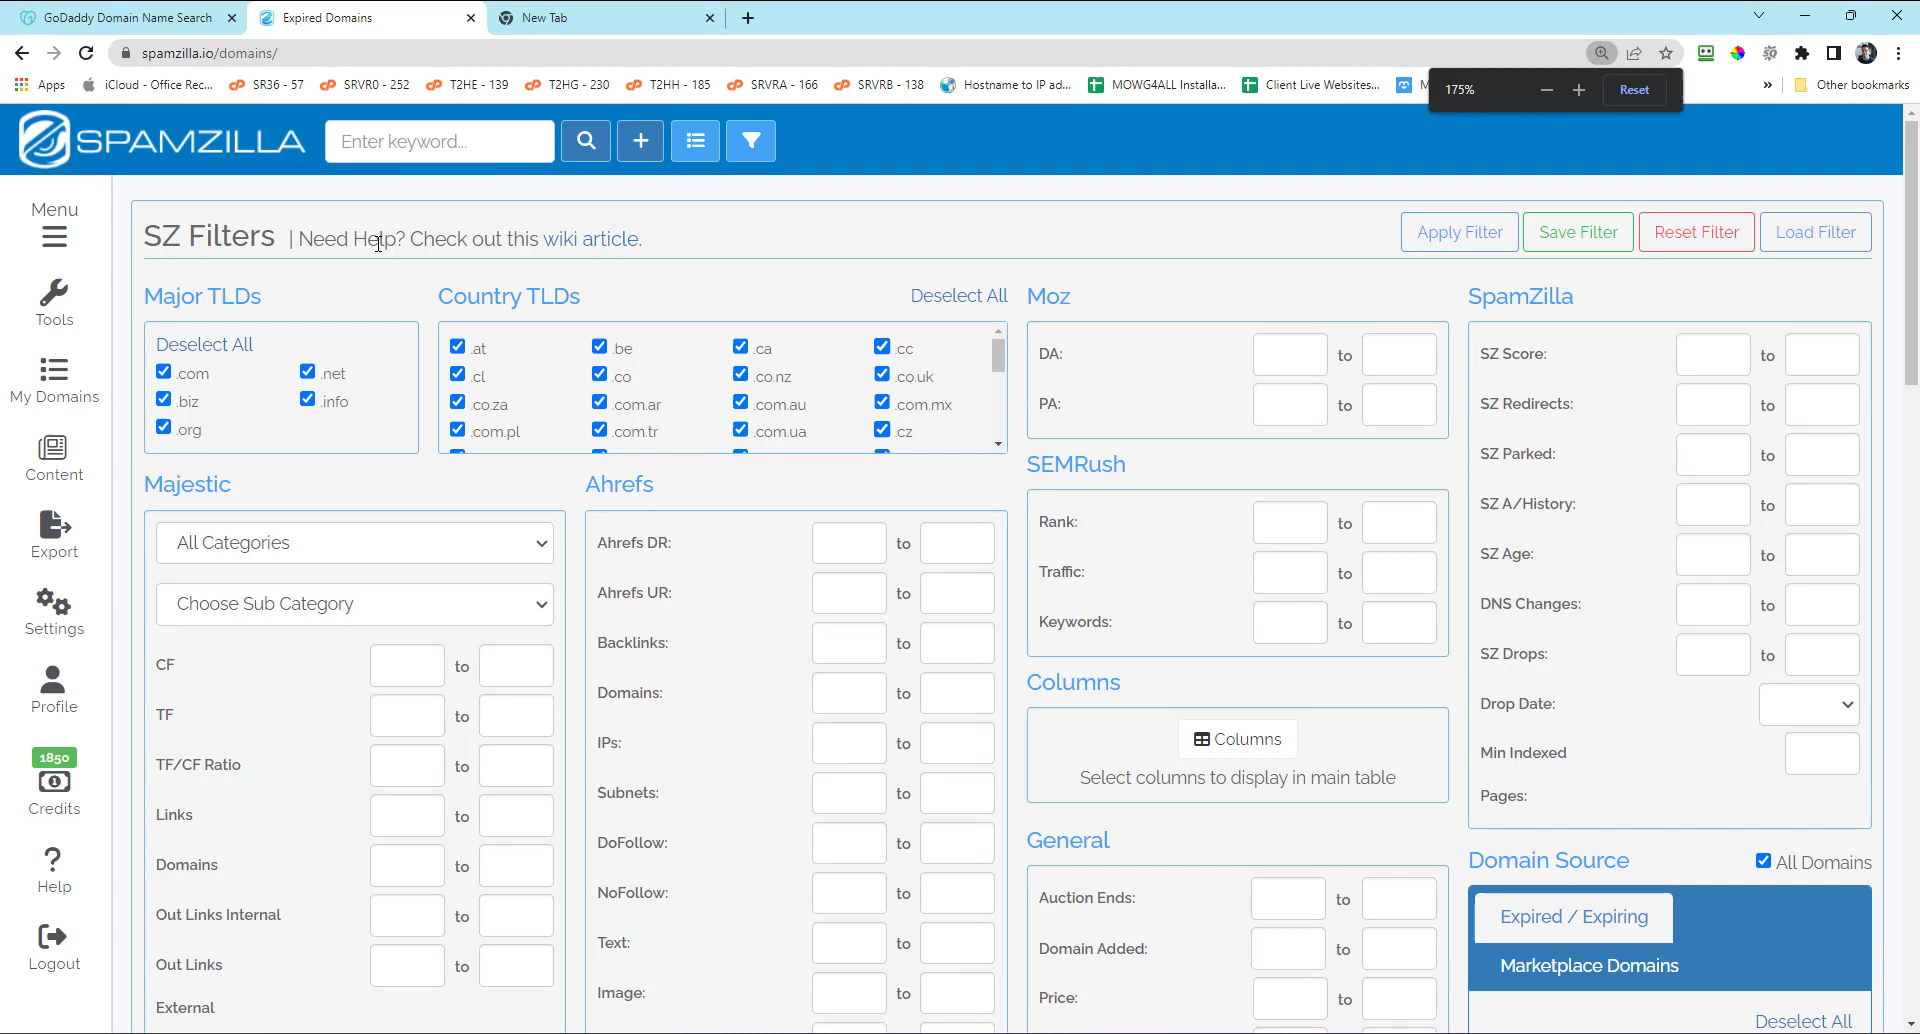 GoDaddy Domain Name Search
Expired Domains
New Tab
spamzilla.io/domains/
Apps
iCloud - Office Rec...
SR36 - 57
SRVR0 - 252
T2HE - 139
T2HG - 230
T2HH - 185
SRVRA - 166
SRVRB - 138
Hostname to IP ad...
MOWG4ALL Installa...
Client Live Websites...
Other bookmarks
175%
Reset
SPAMZILLA
Enter keyword...
Menu
Tools
My Domains
Content
Export
Settings
Profile
1850
Credits
Help
Logout
SZ Filters | Need Help? Check out this wiki article.
Apply Filter
Save Filter
Reset Filter
Load Filter
Major TLDs
Deselect All
.com .net
.biz .info
.org
Country TLDs
Deselect All
.at .be .ca .cc
.cl .co .co.nz .co.uk
.co.za .com.ar .com.au .com.mx
.com.pl .com.tr .com.ua .cz
Majestic
All Categories
Choose Sub Category
CF to
TF to
TF/CF Ratio to
Links to
Domains to
Out Links Internal to
Out Links to
External
Ahrefs
Ahrefs DR: to
Ahrefs UR: to
Backlinks: to
Domains: to
IPs: to
Subnets: to
DoFollow: to
NoFollow: to
Text: to
Image: to
Moz
DA: to
PA: to
SEMRush
Rank: to
Traffic: to
Keywords: to
Columns
Columns
Select columns to display in main table
General
Auction Ends: to
Domain Added: to
Price: to
SpamZilla
SZ Score: to
SZ Redirects: to
SZ Parked: to
SZ A/History: to
SZ Age: to
DNS Changes: to
SZ Drops: to
Drop Date:
Min Indexed
Pages:
Domain Source
All Domains
Expired / Expiring
Marketplace Domains
Deselect All